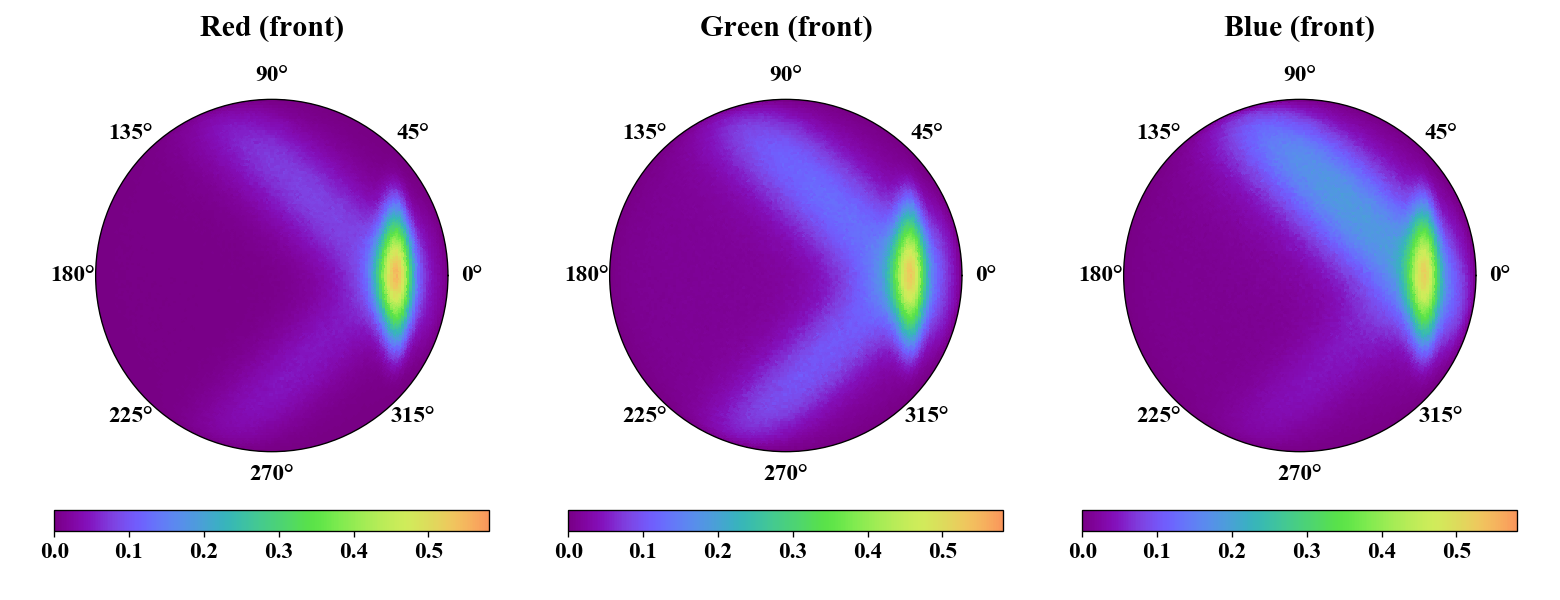 Red (front) Green (front) Blue (front)
90° 90° 90°
135° 45° 135° 45° 135° 45°
180° 0° 180° 0° 180° 0°
225° 315° 225° 315° 225° 315°
270° 270° 270°
0.0 0.1 0.2 0.3 0.4 0.5 0.0 0.1 0.2 0.3 0.4 0.5 0.0 0.1 0.2 0.3 0.4 0.5